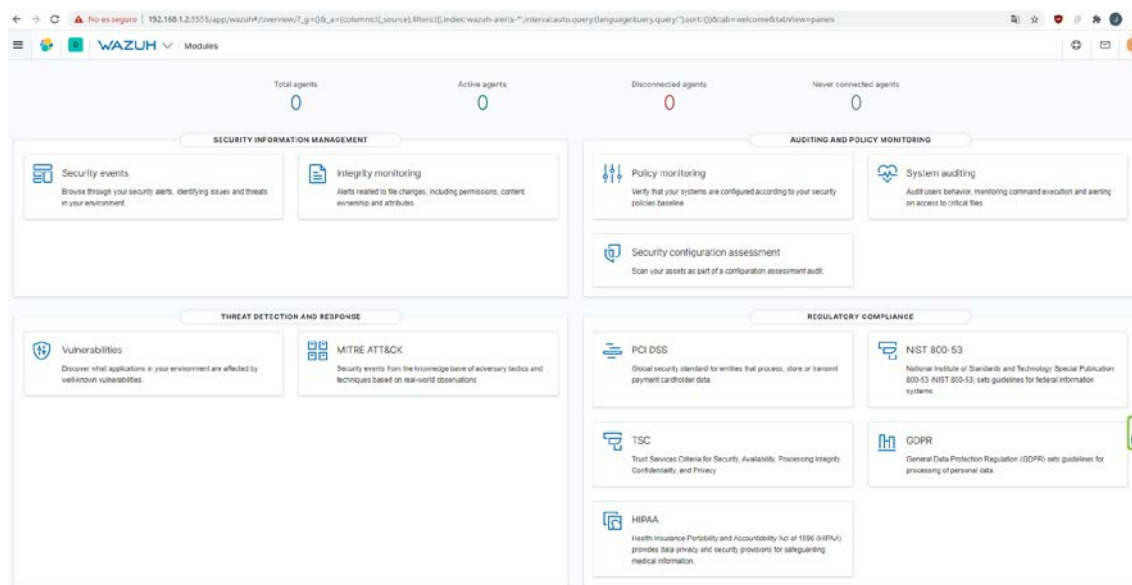 No es seguro | 192.168.1.2:5555/app/wazuh#/overview/?_g=()&_a=(columns:!(_source),filters:!(),index:'wazuh-alerts-*',interval:auto,query:(language:kuery,query:''),sort:!())&tab=welcome&tabView=panels
WAZUH Modules
Total agents
0
Active agents
0
Disconnected agents
0
Never connected agents
0
SECURITY INFORMATION MANAGEMENT
Security events
Browse through your security alerts, identifying issues and threats
in your environment.
Integrity monitoring
Alerts related to file changes, including permissions, content,
ownership and attributes.
AUDITING AND POLICY MONITORING
Policy monitoring
Verify that your systems are configured according to your security
policies baseline.
System auditing
Audit users behavior, monitoring command execution and alerting
on access to critical files.
Security configuration assessment
Scan your assets as part of a configuration assessment audit.
THREAT DETECTION AND RESPONSE
Vulnerabilities
Discover what applications in your environment are affected by
well-known vulnerabilities.
MITRE ATT&CK
Security events from the knowledge base of adversary tactics and
techniques based on real-world observations
REGULATORY COMPLIANCE
PCI DSS
Global security standard for entities that process, store or transmit
payment cardholder data.
NIST 800-53
National Institute of Standards and Technology Special Publication
800-53 (NIST 800-53) sets guidelines for federal information
systems.
TSC
Trust Services Criteria for Security, Availability, Processing Integrity,
Confidentiality, and Privacy
GDPR
General Data Protection Regulation (GDPR) sets guidelines for
processing of personal data.
HIPAA
Health Insurance Portability and Accountability Act of 1996 (HIPAA)
provides data privacy and security provisions for safeguarding
medical information.